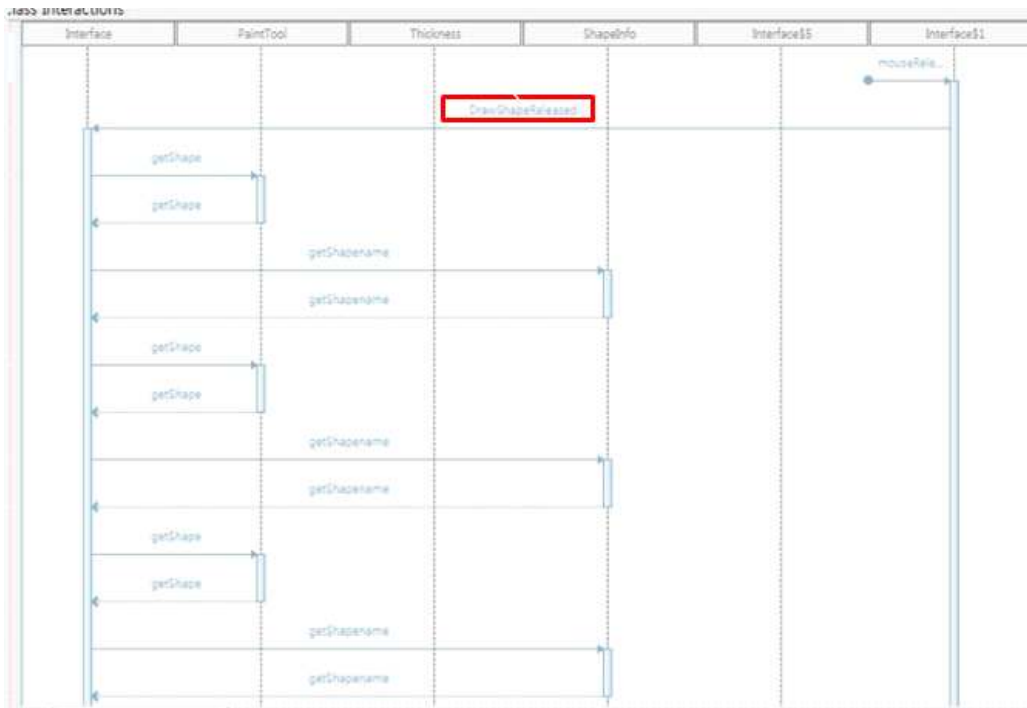 lass Interactions
Interface PaintTool Thickness ShapeInfo Interface$5 Interface$1
mouseRele...
DrawShapeReleased
getShape
getShape
getShapename
getShapename
getShape
getShape
getShapename
getShapename
getShape
getShape
getShapename
getShapename